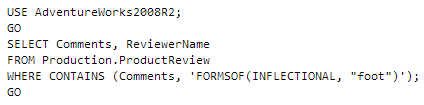 USE AdventureWorks2008R2;
GO
SELECT Comments, ReviewerName
FROM Production.ProductReview
WHERE CONTAINS (Comments, 'FORMSOF(INFLECTIONAL, "foot")');
GO